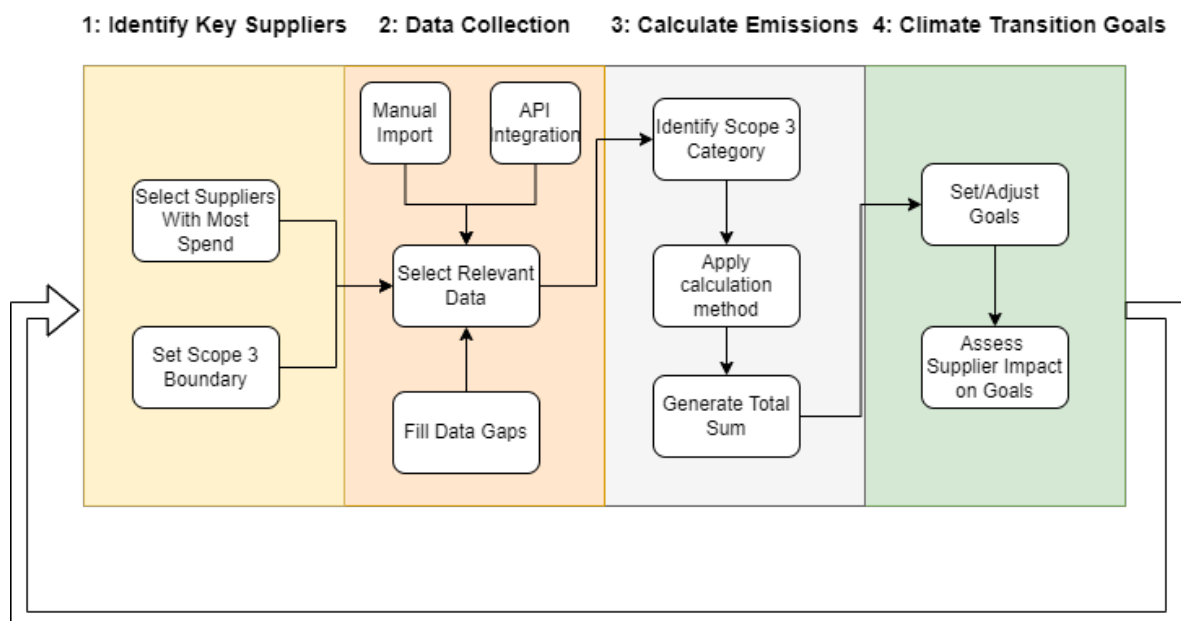 1: Identify Key Suppliers
2: Data Collection
3: Calculate Emissions
4: Climate Transition Goals
Select Suppliers
With Most
Spend
Set Scope 3
Boundary
Manual
Import
API
Integration
Select Relevant
Data
Fill Data Gaps
Identify Scope 3
Category
Apply
calculation
method
Generate Total
Sum
Set/Adjust
Goals
Assess
Supplier Impact
on Goals